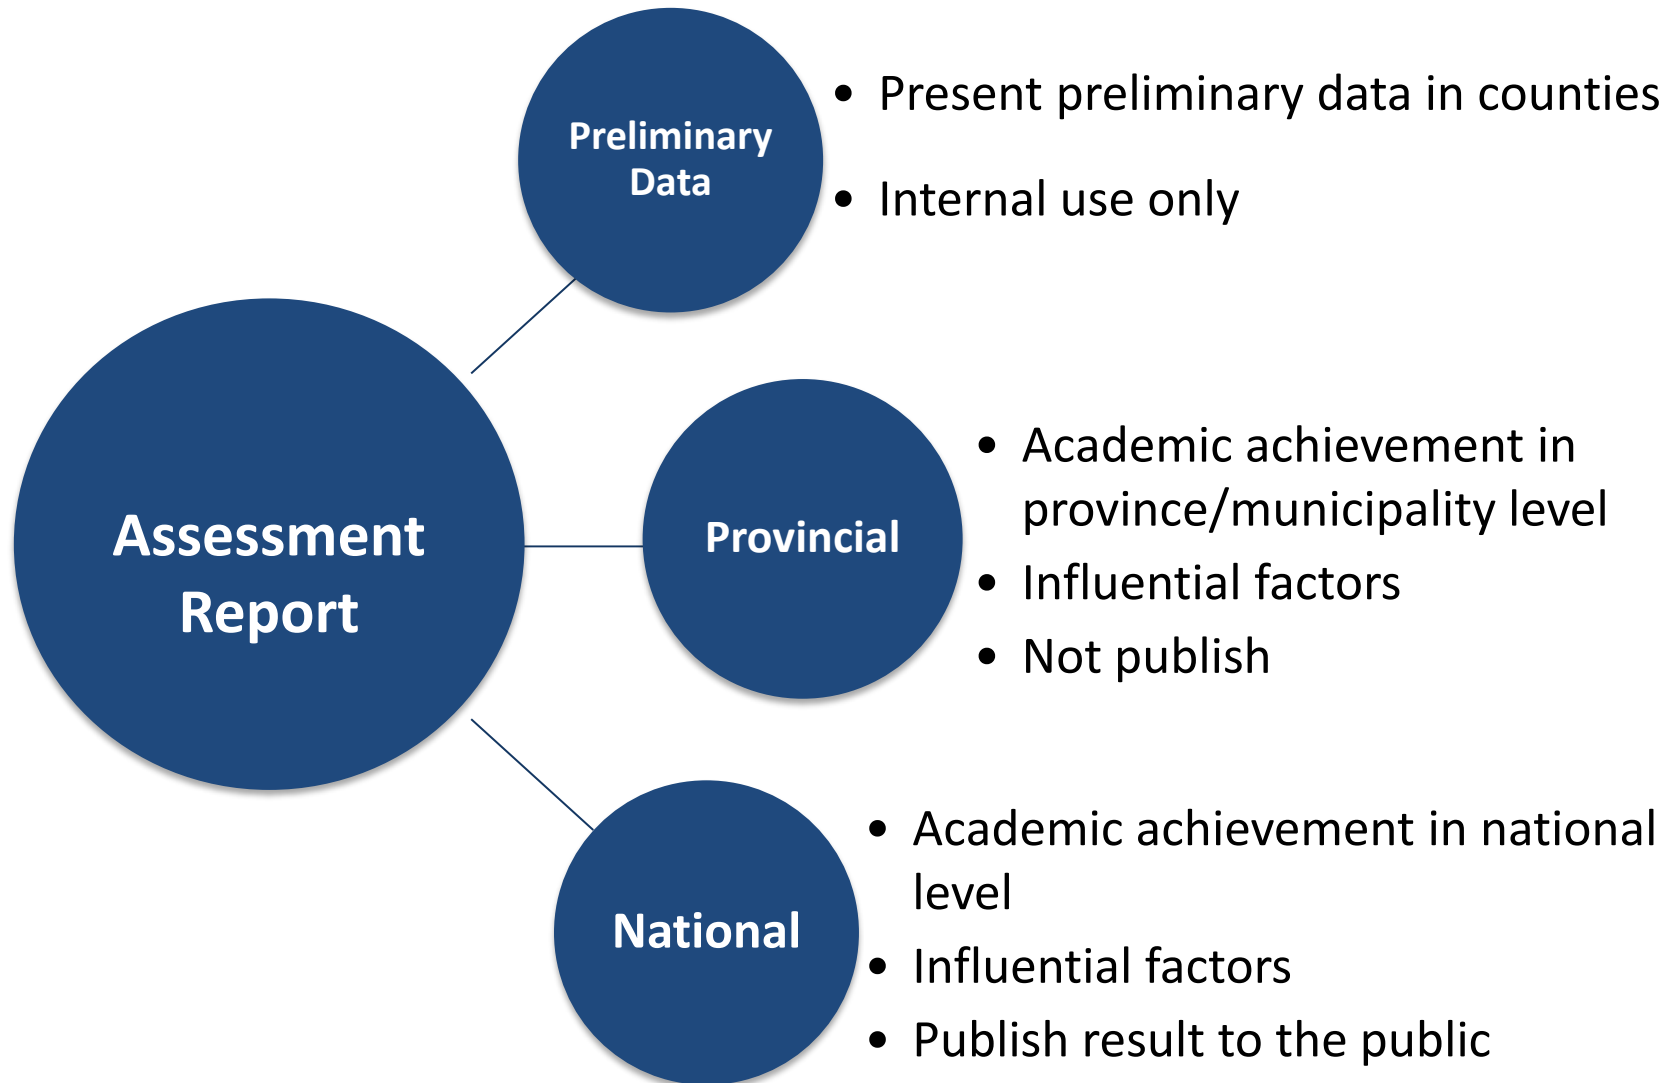 Preliminary
Data
• Present preliminary data in counties
• Internal use only
Assessment
Report
Provincial
• Academic achievement in
province/municipality level
• Influential factors
• Not publish
National
• Academic achievement in national
level
• Influential factors
• Publish result to the public